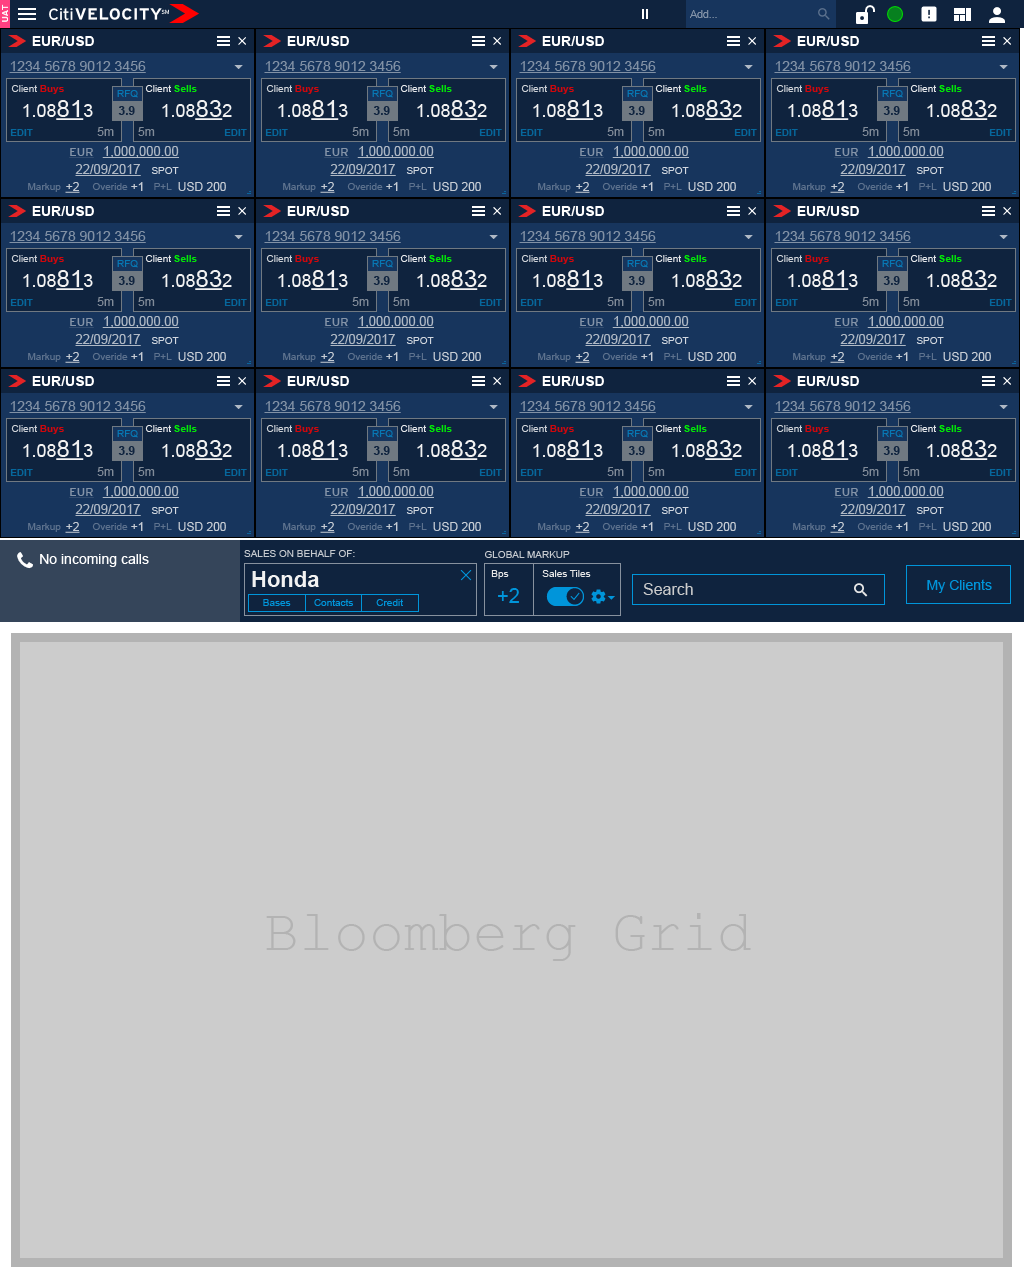 UAT CitiVELOCITY SM Add...
EUR/USD EUR/USD EUR/USD EUR/USD
1234 5678 9012 3456 1234 5678 9012 3456 1234 5678 9012 3456 1234 5678 9012 3456
Client Buys Client Sells Client Buys Client Sells Client Buys Client Sells Client Buys Client Sells
RFQ RFQ RFQ RFQ
1.08813 3.9 1.08832 1.08813 3.9 1.08832 1.08813 3.9 1.08832 1.08813 3.9 1.08832
EDIT 5m 5m EDIT EDIT 5m 5m EDIT EDIT 5m 5m EDIT EDIT 5m 5m EDIT
EUR 1,000,000.00 EUR 1,000,000.00 EUR 1,000,000.00 EUR 1,000,000.00
22/09/2017 SPOT 22/09/2017 SPOT 22/09/2017 SPOT 22/09/2017 SPOT
Markup +2 Overide +1 P+L USD 200 Markup +2 Overide +1 P+L USD 200 Markup +2 Overide +1 P+L USD 200 Markup +2 Overide +1 P+L USD 200
EUR/USD EUR/USD EUR/USD EUR/USD
1234 5678 9012 3456 1234 5678 9012 3456 1234 5678 9012 3456 1234 5678 9012 3456
Client Buys Client Sells Client Buys Client Sells Client Buys Client Sells Client Buys Client Sells
RFQ RFQ RFQ RFQ
1.08813 3.9 1.08832 1.08813 3.9 1.08832 1.08813 3.9 1.08832 1.08813 3.9 1.08832
EDIT 5m 5m EDIT EDIT 5m 5m EDIT EDIT 5m 5m EDIT EDIT 5m 5m EDIT
EUR 1,000,000.00 EUR 1,000,000.00 EUR 1,000,000.00 EUR 1,000,000.00
22/09/2017 SPOT 22/09/2017 SPOT 22/09/2017 SPOT 22/09/2017 SPOT
Markup +2 Overide +1 P+L USD 200 Markup +2 Overide +1 P+L USD 200 Markup +2 Overide +1 P+L USD 200 Markup +2 Overide +1 P+L USD 200
EUR/USD EUR/USD EUR/USD EUR/USD
1234 5678 9012 3456 1234 5678 9012 3456 1234 5678 9012 3456 1234 5678 9012 3456
Client Buys Client Sells Client Buys Client Sells Client Buys Client Sells Client Buys Client Sells
RFQ RFQ RFQ RFQ
1.08813 3.9 1.08832 1.08813 3.9 1.08832 1.08813 3.9 1.08832 1.08813 3.9 1.08832
EDIT 5m 5m EDIT EDIT 5m 5m EDIT EDIT 5m 5m EDIT EDIT 5m 5m EDIT
EUR 1,000,000.00 EUR 1,000,000.00 EUR 1,000,000.00 EUR 1,000,000.00
22/09/2017 SPOT 22/09/2017 SPOT 22/09/2017 SPOT 22/09/2017 SPOT
Markup +2 Overide +1 P+L USD 200 Markup +2 Overide +1 P+L USD 200 Markup +2 Overide +1 P+L USD 200 Markup +2 Overide +1 P+L USD 200
No incoming calls
SALES ON BEHALF OF:
Honda
Bases Contacts Credit
GLOBAL MARKUP
Bps Sales Tiles
+2
Search
My Clients
Bloomberg Grid